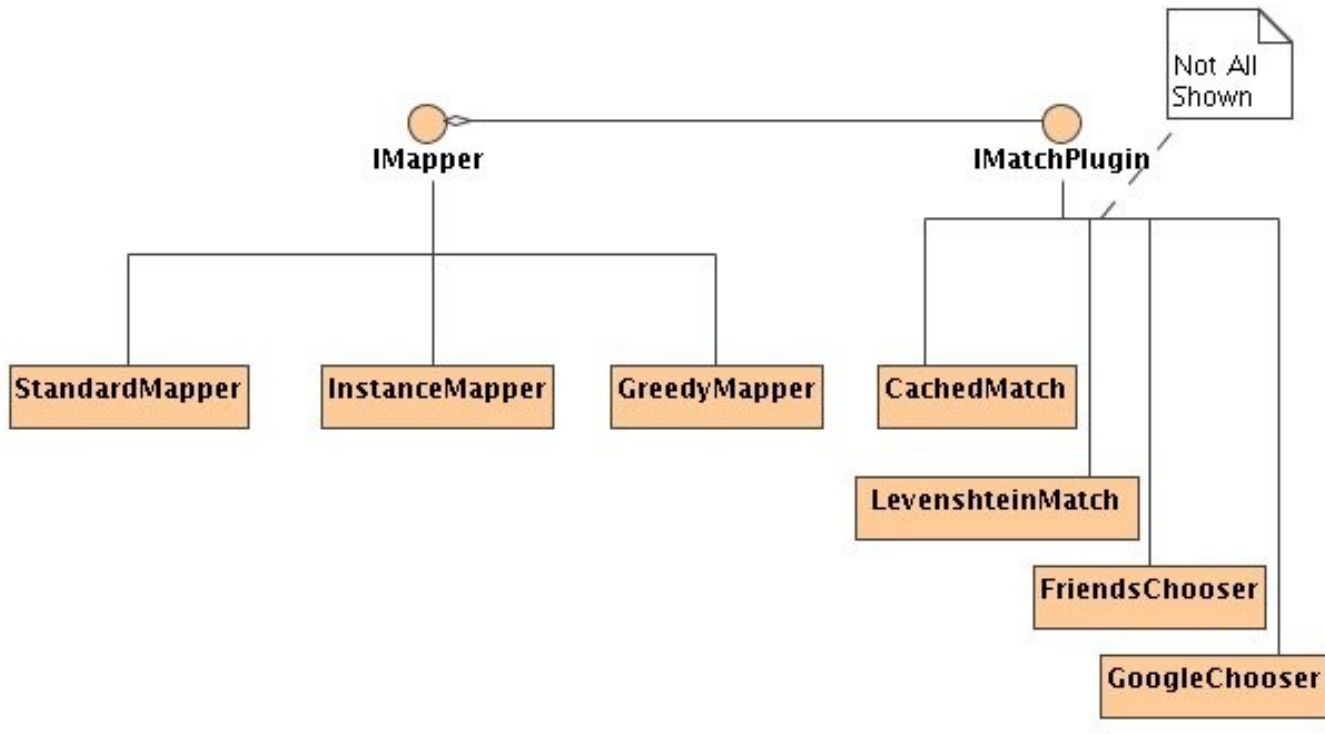 Not All
Shown
IMapper
IMatchPlugin
StandardMapper
InstanceMapper
GreedyMapper
CachedMatch
LevenshteinMatch
FriendsChooser
GoogleChooser